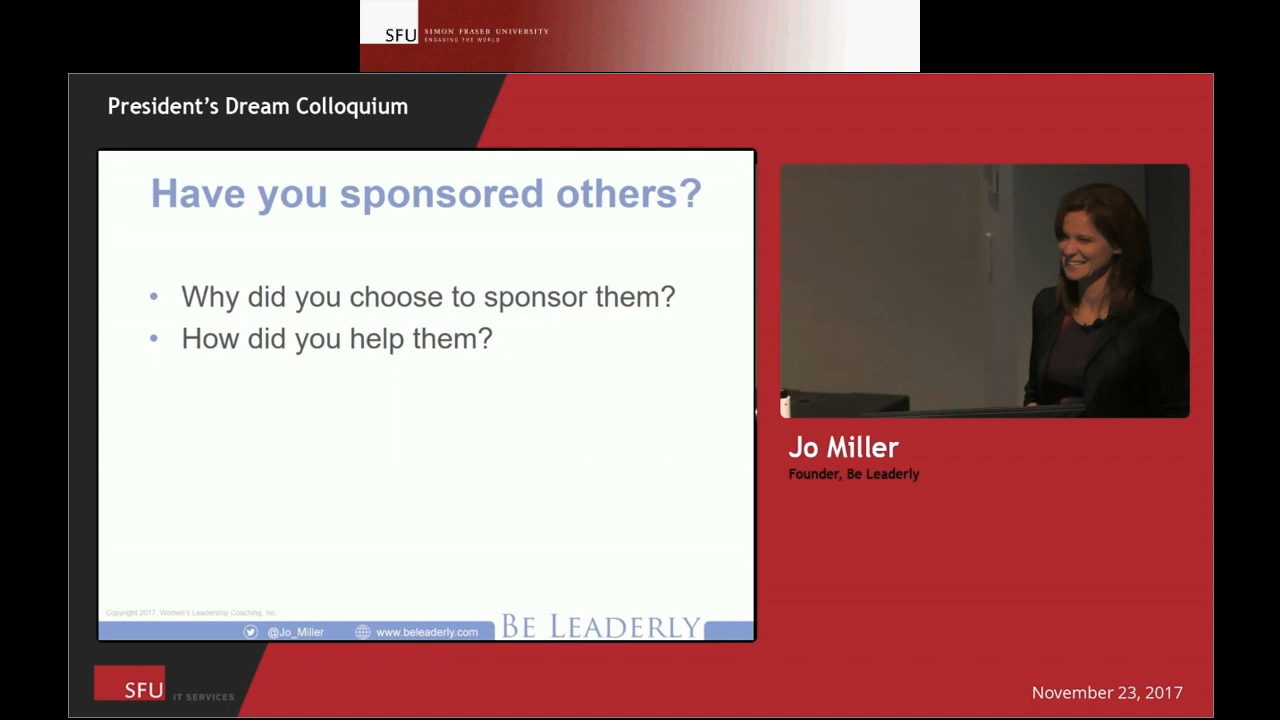 SFU
SIMON FRASER UNIVERSITY
ENGAGING THE WORLD
President's Dream Colloquium
Have you sponsored others?
• Why did you choose to sponsor them?
• How did you help them?
Copyright 2017, Women's Leadership Coaching, Inc.
@Jo_Miller
www.beleaderly.com
BE LEADERLY
Jo Miller
Founder, Be Leaderly
SFU
IT SERVICES
November 23, 2017